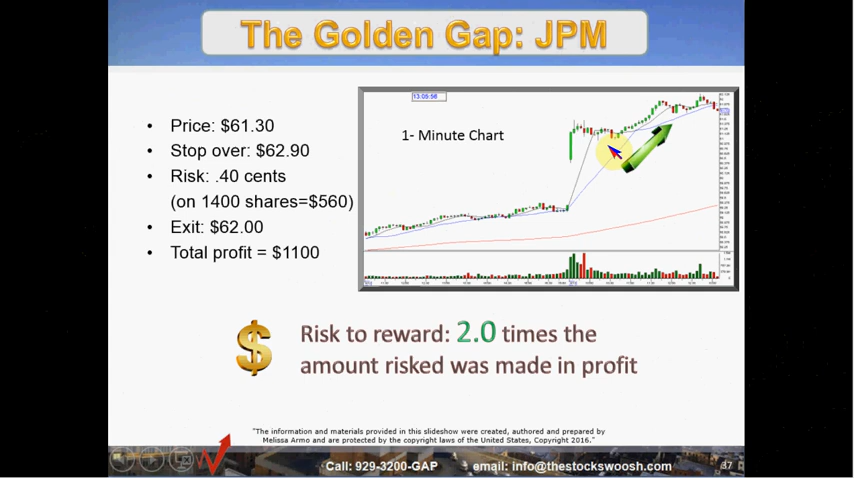 The Golden Gap: JPM
13:05:56
1- Minute Chart
• Price: $61.30
• Stop over: $62.90
• Risk: .40 cents
(on 1400 shares=$560)
• Exit: $62.00
• Total profit = $1100
$
Risk to reward: 2.0 times the
amount risked was made in profit
"The information and materials provided in this slideshow were created, authored and prepared by
Melissa Armo and are protected by the copyright laws of the United States, Copyright 2016."
Call: 929-3200-GAP email: info@thestockswoosh.com 37